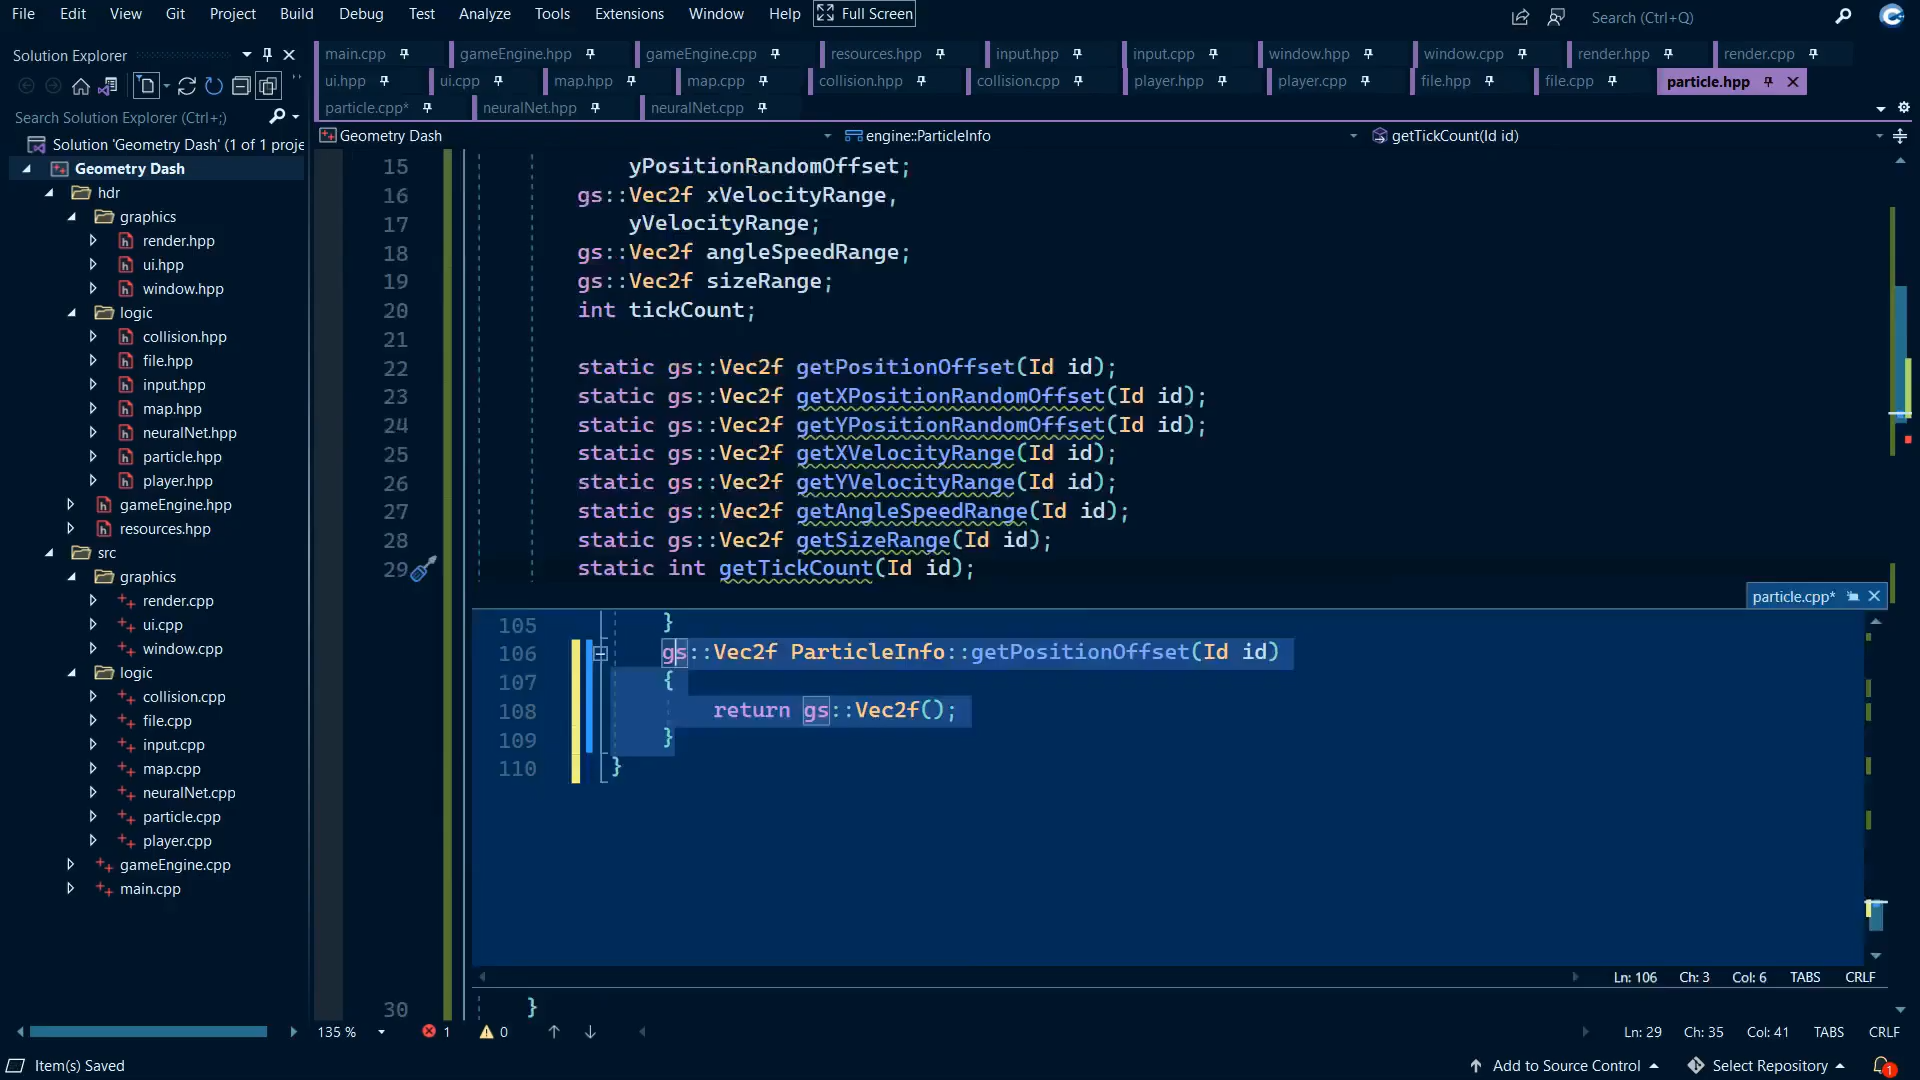 File Edit View Git Project Build Debug Test Analyze Tools Extensions Window Help Full Screen Search (Ctrl+Q)
Solution Explorer
Search Solution Explorer (Ctrl+;)
Solution 'Geometry Dash' (1 of 1 proje
Geometry Dash
hdr
graphics
render.hpp
ui.hpp
window.hpp
logic
collision.hpp
file.hpp
input.hpp
map.hpp
neuralNet.hpp
particle.hpp
player.hpp
gameEngine.hpp
resources.hpp
src
graphics
render.cpp
ui.cpp
window.cpp
logic
collision.cpp
file.cpp
input.cpp
map.cpp
neuralNet.cpp
particle.cpp
player.cpp
gameEngine.cpp
main.cpp
main.cpp gameEngine.hpp gameEngine.cpp resources.hpp input.hpp input.cpp window.hpp window.cpp render.hpp render.cpp
ui.hpp ui.cpp map.hpp map.cpp collision.hpp collision.cpp player.hpp player.cpp file.hpp file.cpp particle.hpp
particle.cpp* neuralNet.hpp neuralNet.cpp
Geometry Dash engine::ParticleInfo getTickCount(Id id)
15 yPositionRandomOffset;
16 gs::Vec2f xVelocityRange,
17 yVelocityRange;
18 gs::Vec2f angleSpeedRange;
19 gs::Vec2f sizeRange;
20 int tickCount;
21
22 static gs::Vec2f getPositionOffset(Id id);
23 static gs::Vec2f getXPositionRandomOffset(Id id);
24 static gs::Vec2f getYPositionRandomOffset(Id id);
25 static gs::Vec2f getXVelocityRange(Id id);
26 static gs::Vec2f getYVelocityRange(Id id);
27 static gs::Vec2f getAngleSpeedRange(Id id);
28 static gs::Vec2f getSizeRange(Id id);
29 static int getTickCount(Id id);
particle.cpp*
105 }
106 gs::Vec2f ParticleInfo::getPositionOffset(Id id)
107 {
108 return gs::Vec2f();
109 }
110 }
Ln: 106 Ch: 3 Col: 6 TABS CRLF
30 }
135 % 1 0 Ln: 29 Ch: 35 Col: 41 TABS CRLF
Item(s) Saved Add to Source Control Select Repository 1